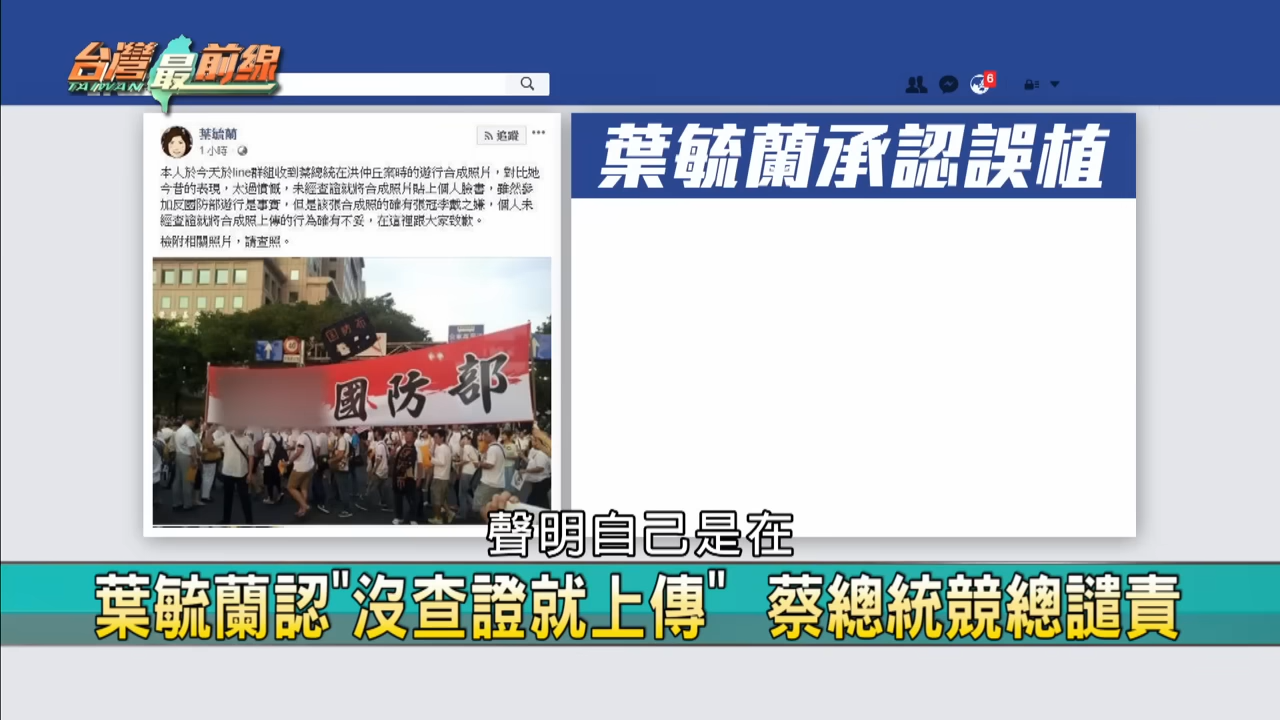 台灣最前線
TAIWAN
6
葉毓蘭
1小時
追蹤
葉毓蘭承認誤植
本人於今天於line群組收到蔡總統在洪仲丘案時的遊行合成照片，對比她
今昔的表現，太過憤慨，未經查證就將合成照片貼上個人臉書，雖然參
加反國防部遊行是事實，但是該張合成照的確有張冠李戴之嫌，個人未
經查證就將合成照上傳的行為確有不妥，在這裡跟大家致歉。
檢附相關照片，請查照。
國防部
國防部
聲明自己是在
葉毓蘭認"沒查證就上傳" 蔡總統競總譴責